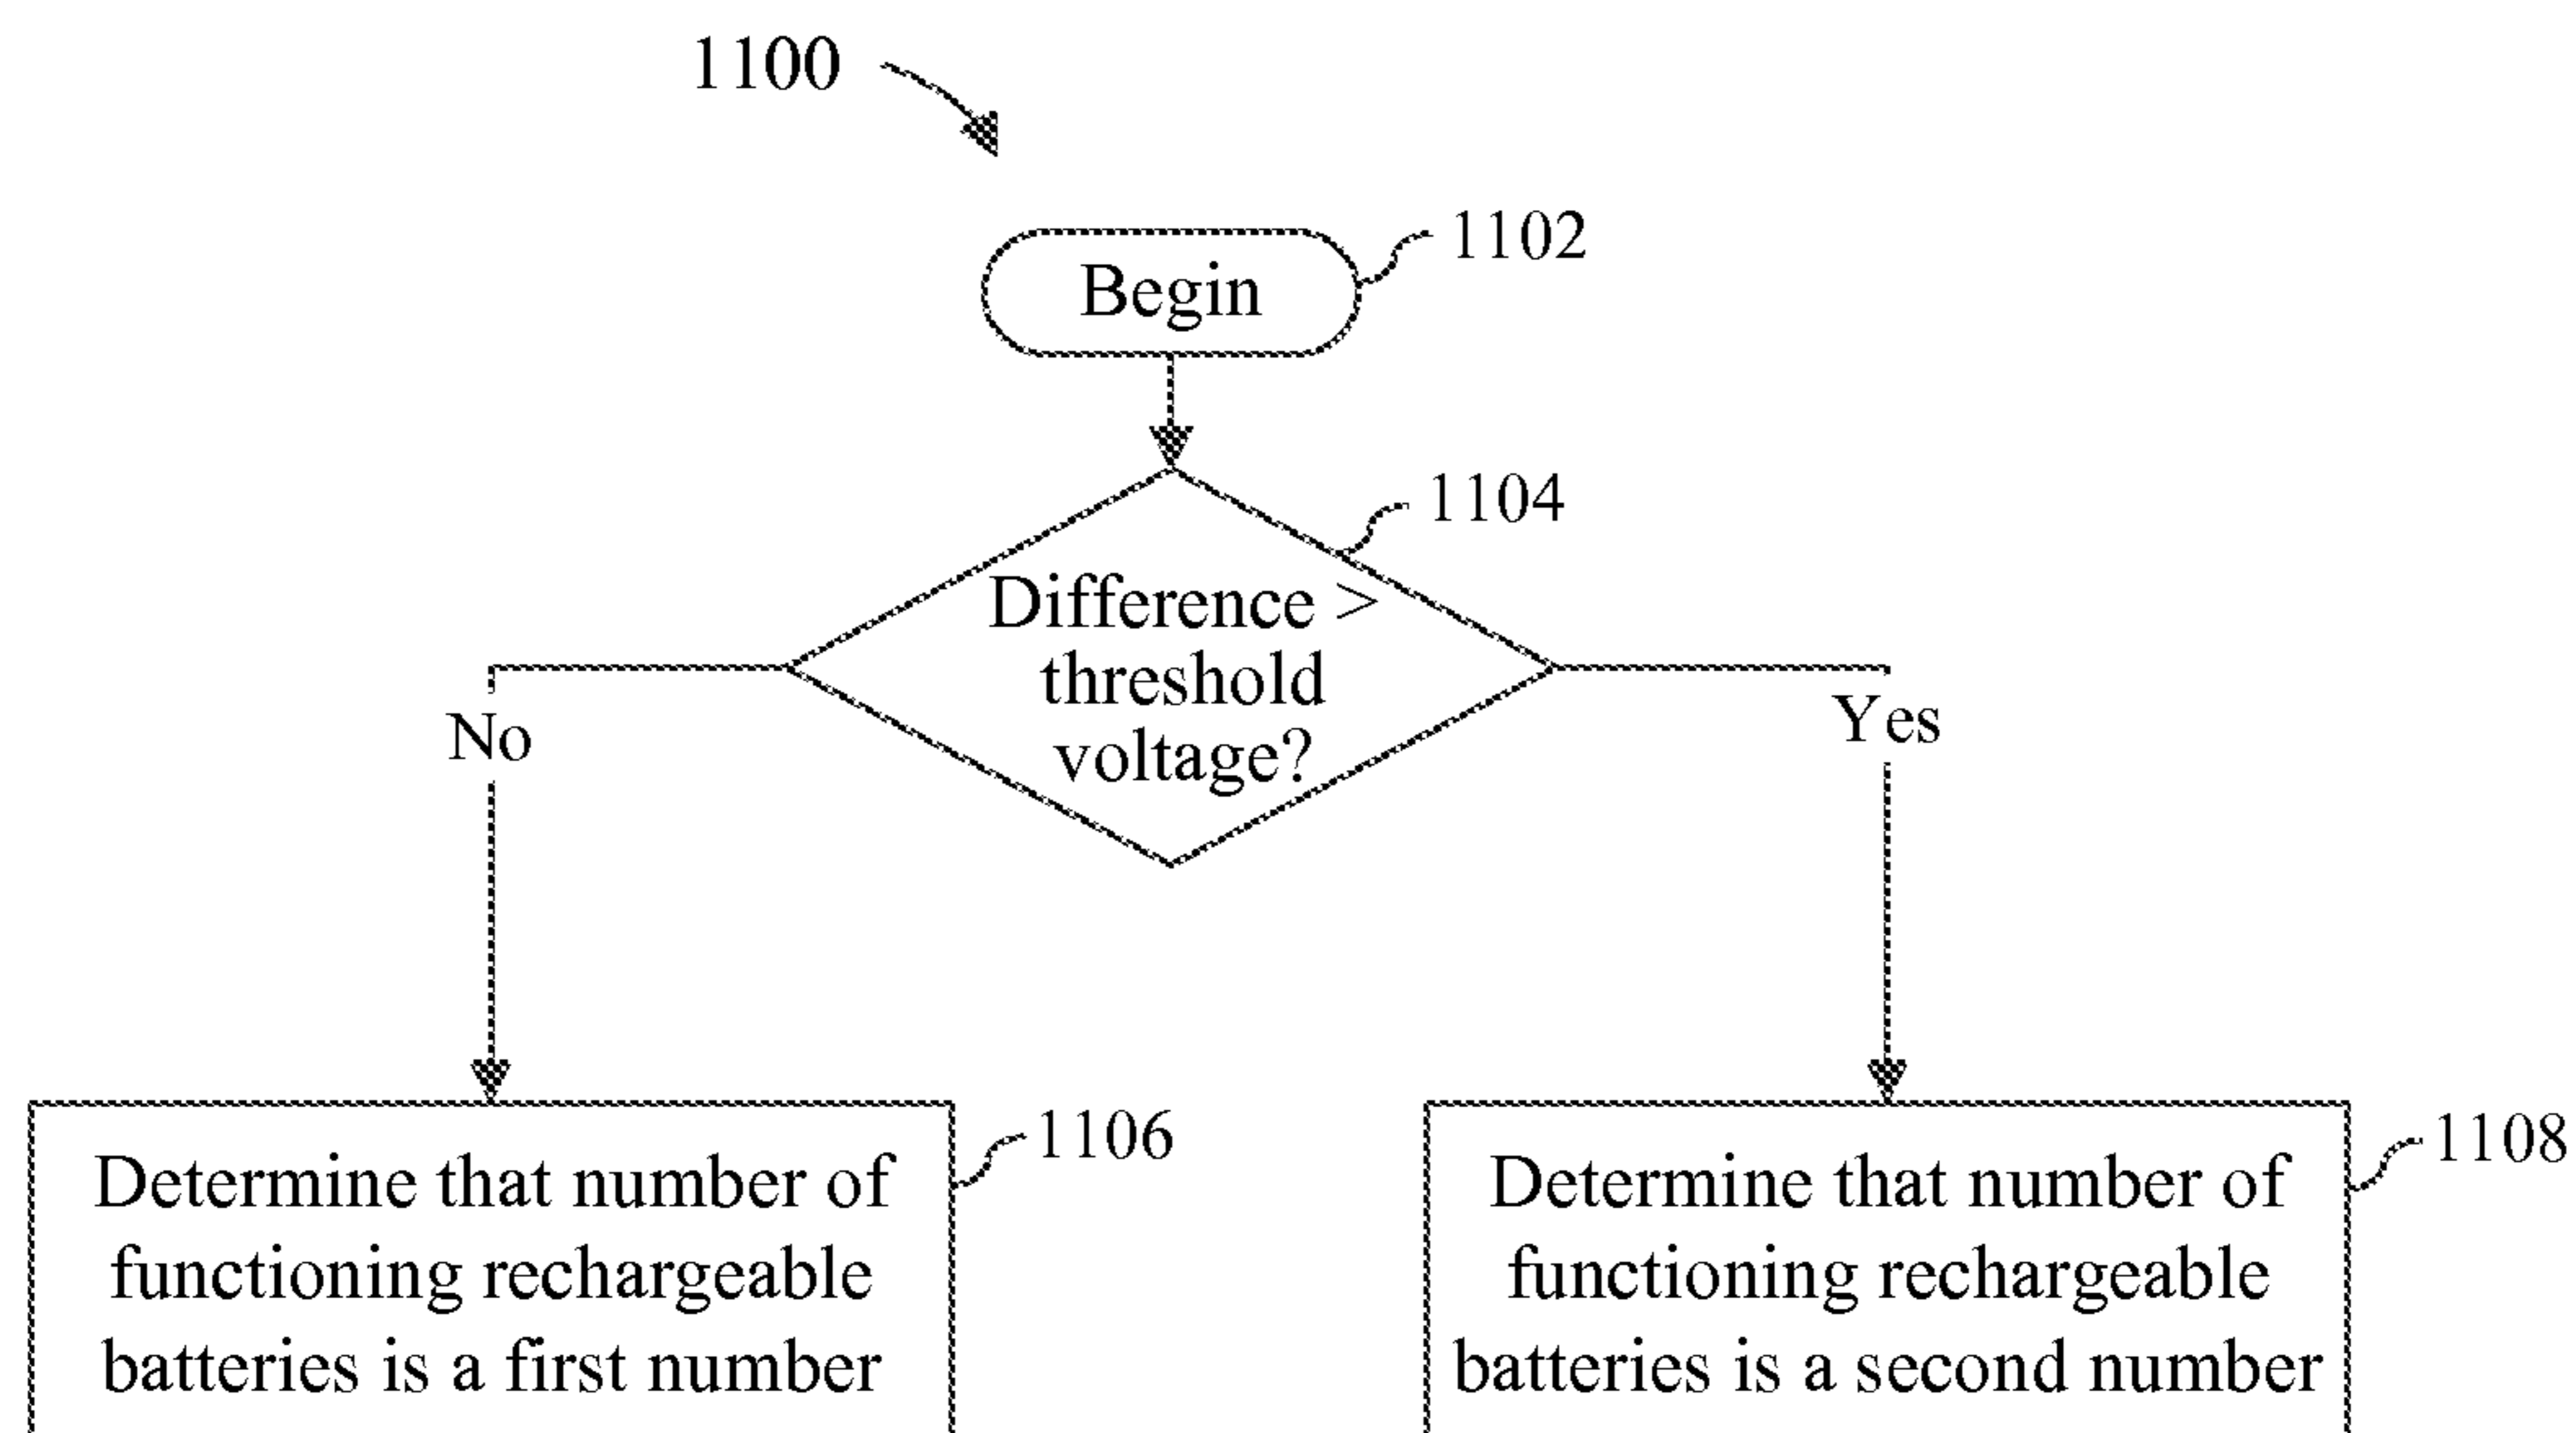 1100
Begin
1102
1104
Difference >
threshold
voltage?
No
Yes
Determine that number of
functioning rechargeable
batteries is a first number
1106
Determine that number of
functioning rechargeable
batteries is a second number
1108